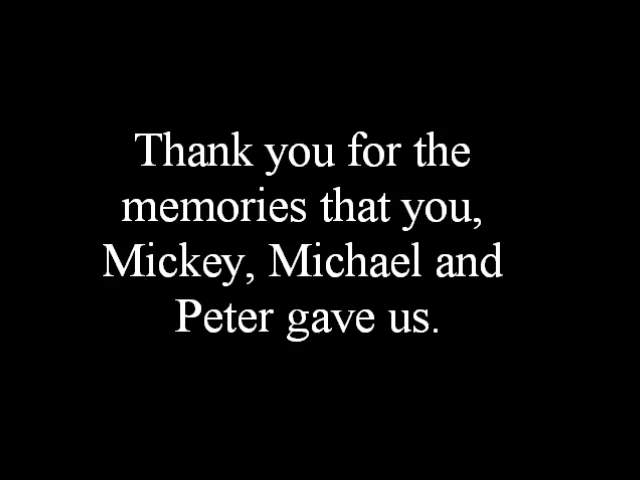 Thank you for the
memories that you,
Mickey, Michael and
Peter gave us.